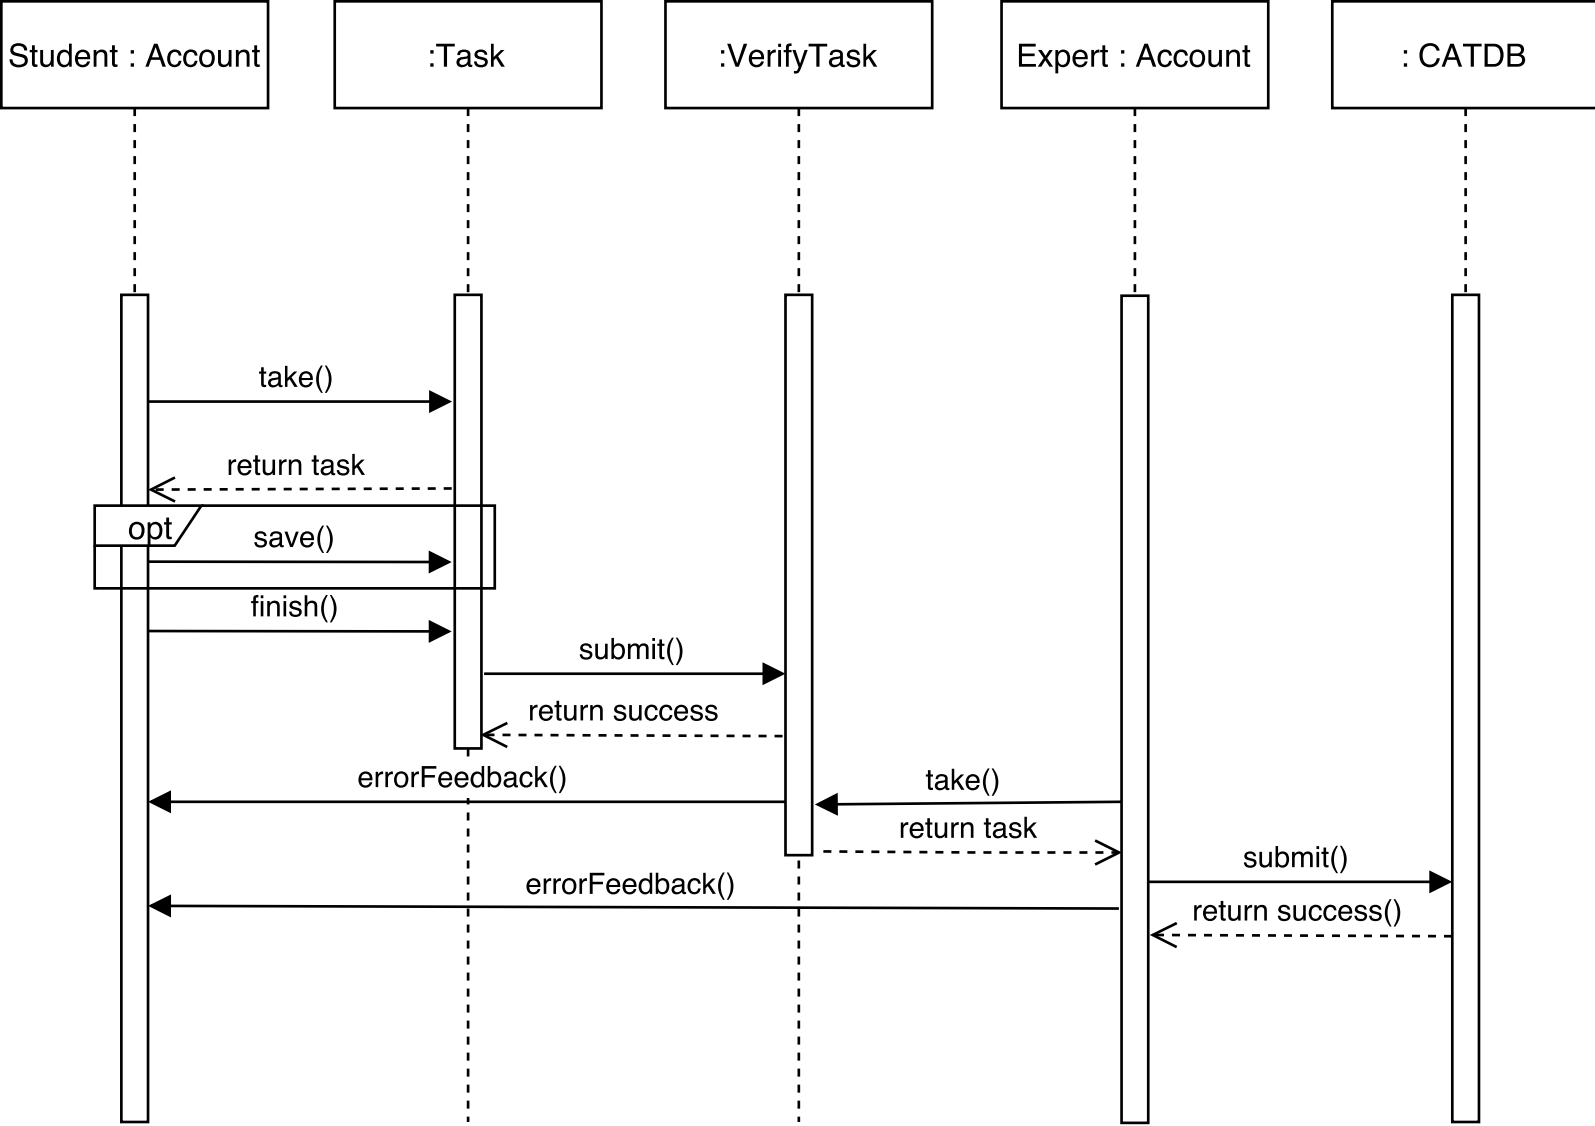 Student : Account
:Task
:VerifyTask
Expert : Account
: CATDB
take()
return task
opt
save()
finish()
submit()
return success
errorFeedback()
take()
return task
submit()
errorFeedback()
return success()